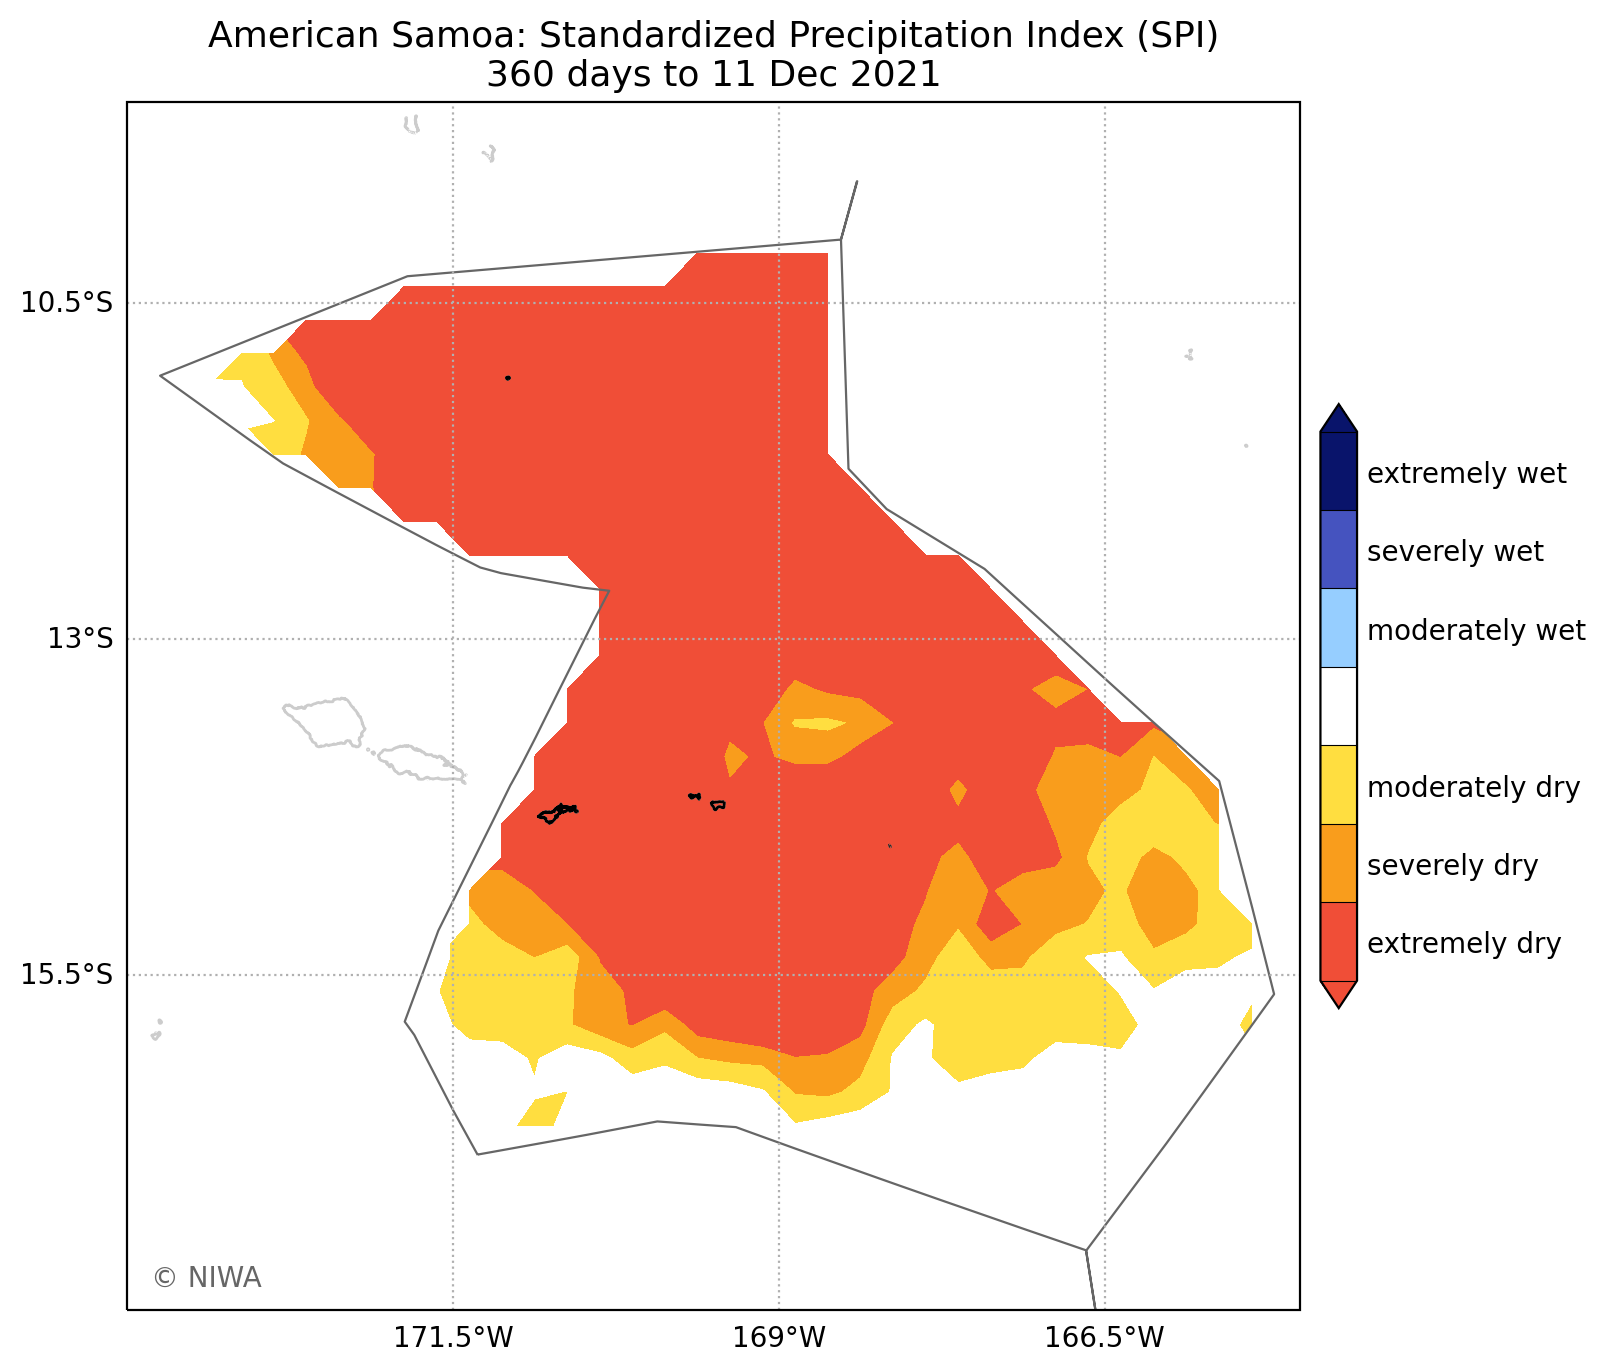 American Samoa: Standardized Precipitation Index (SPI)
360 days to 11 Dec 2021
10.5°S
13°S
15.5°S
171.5°W
169°W
166.5°W
extremely wet
severely wet
moderately wet
moderately dry
severely dry
extremely dry
© NIWA